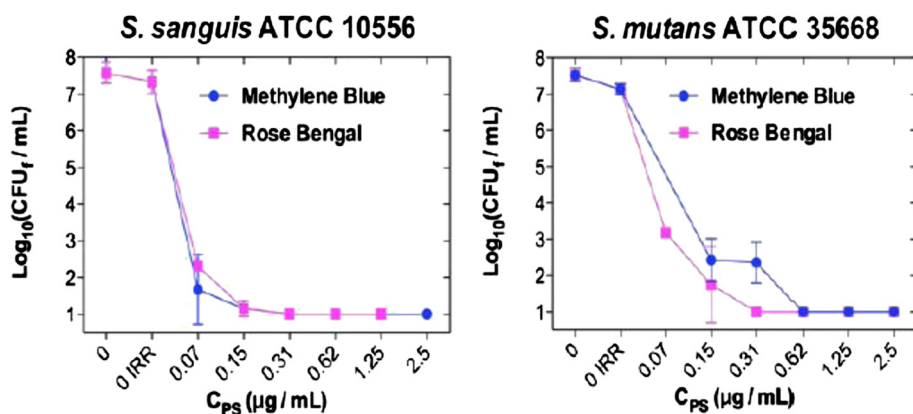 S. sanguis ATCC 10556
Log10(CFUf / mL)
8
7
6
5
4
3
2
1
Methylene Blue
Rose Bengal
0
0 IRR
0.07
0.15
0.31
0.62
1.25
2.5
CPS (µg / mL)
S. mutans ATCC 35668
Log10(CFUf / mL)
8
7
6
5
4
3
2
1
Methylene Blue
Rose Bengal
0
0 IRR
0.07
0.15
0.31
0.62
1.25
2.5
CPS (µg / mL)